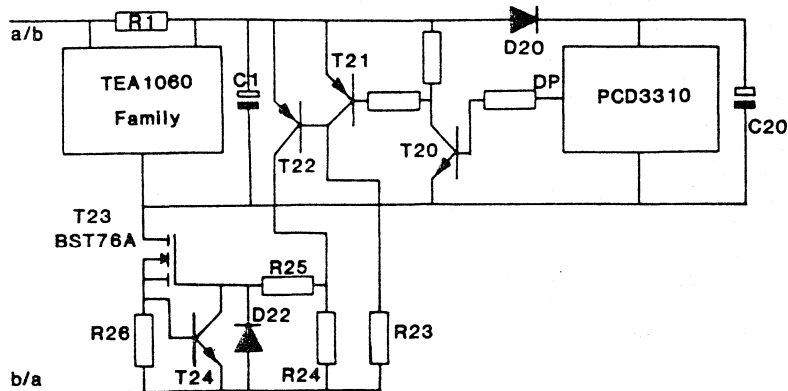 a/b
R1
TEA1060
Family
C1
T21
T22
T20
D20
DP
PCD3310
C20
T23
BST76A
R25
D22
R26
T24
R24
R23
b/a